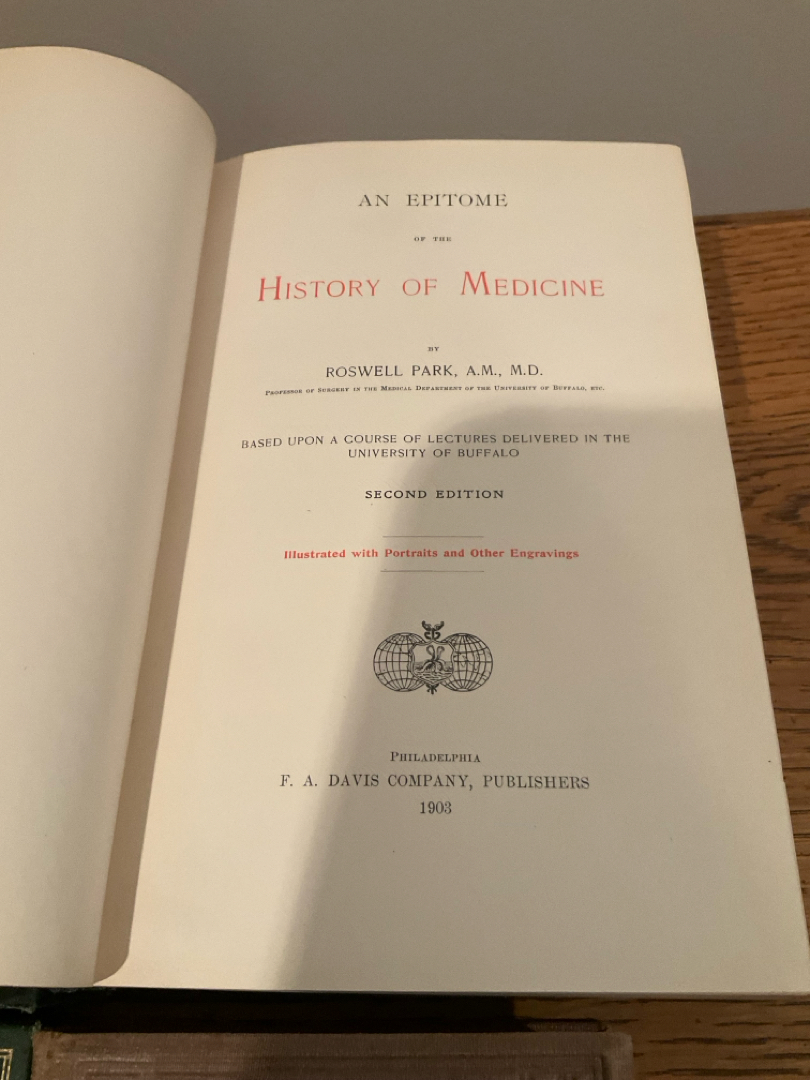 AN EPITOME
OF THE
HISTORY OF MEDICINE
BY
ROSWELL PARK, A.M., M.D.
PROFESSOR OF SURGERY IN THE MEDICAL DEPARTMENT OF THE UNIVERSITY OF BUFFALO, ETC.
BASED UPON A COURSE OF LECTURES DELIVERED IN THE
UNIVERSITY OF BUFFALO
SECOND EDITION
Illustrated with Portraits and Other Engravings
PHILADELPHIA
F. A. DAVIS COMPANY, PUBLISHERS
1903